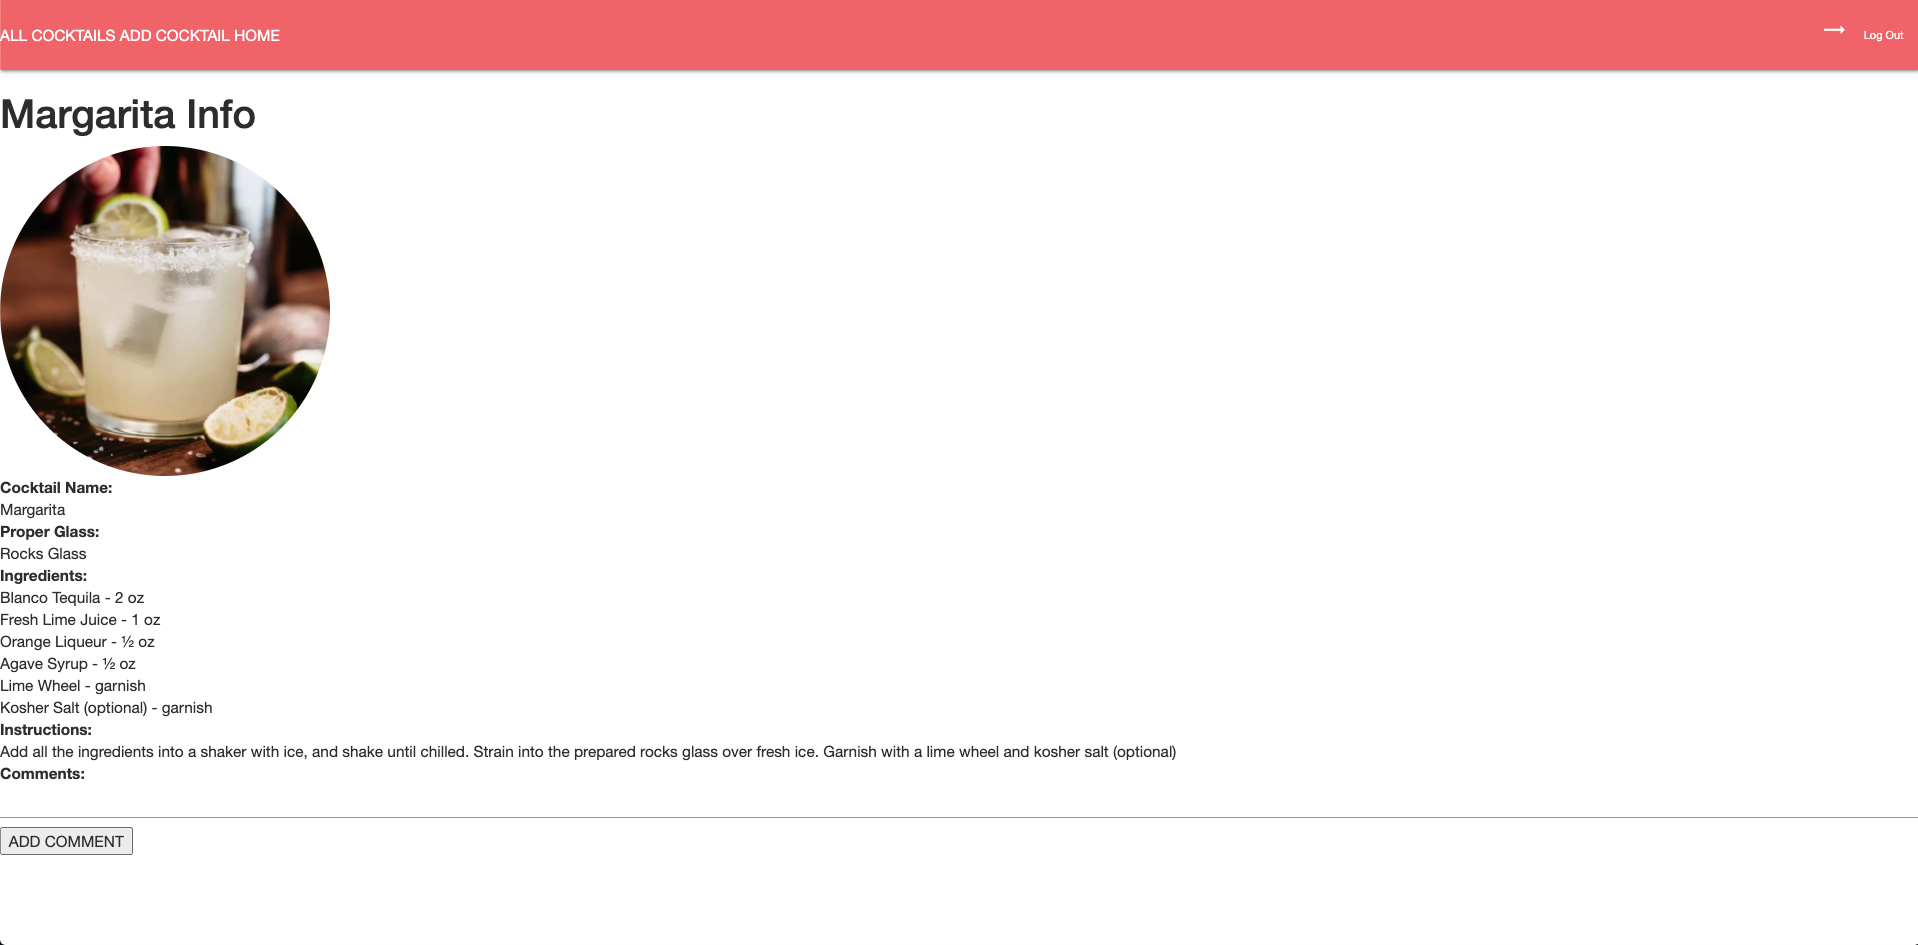 ALL COCKTAILS ADD COCKTAIL HOME
Log Out
Margarita Info
Cocktail Name:
Margarita
Proper Glass:
Rocks Glass
Ingredients:
Blanco Tequila - 2 oz
Fresh Lime Juice - 1 oz
Orange Liqueur - ½ oz
Agave Syrup - ½ oz
Lime Wheel - garnish
Kosher Salt (optional) - garnish
Instructions:
Add all the ingredients into a shaker with ice, and shake until chilled. Strain into the prepared rocks glass over fresh ice. Garnish with a lime wheel and kosher salt (optional)
Comments:
ADD COMMENT